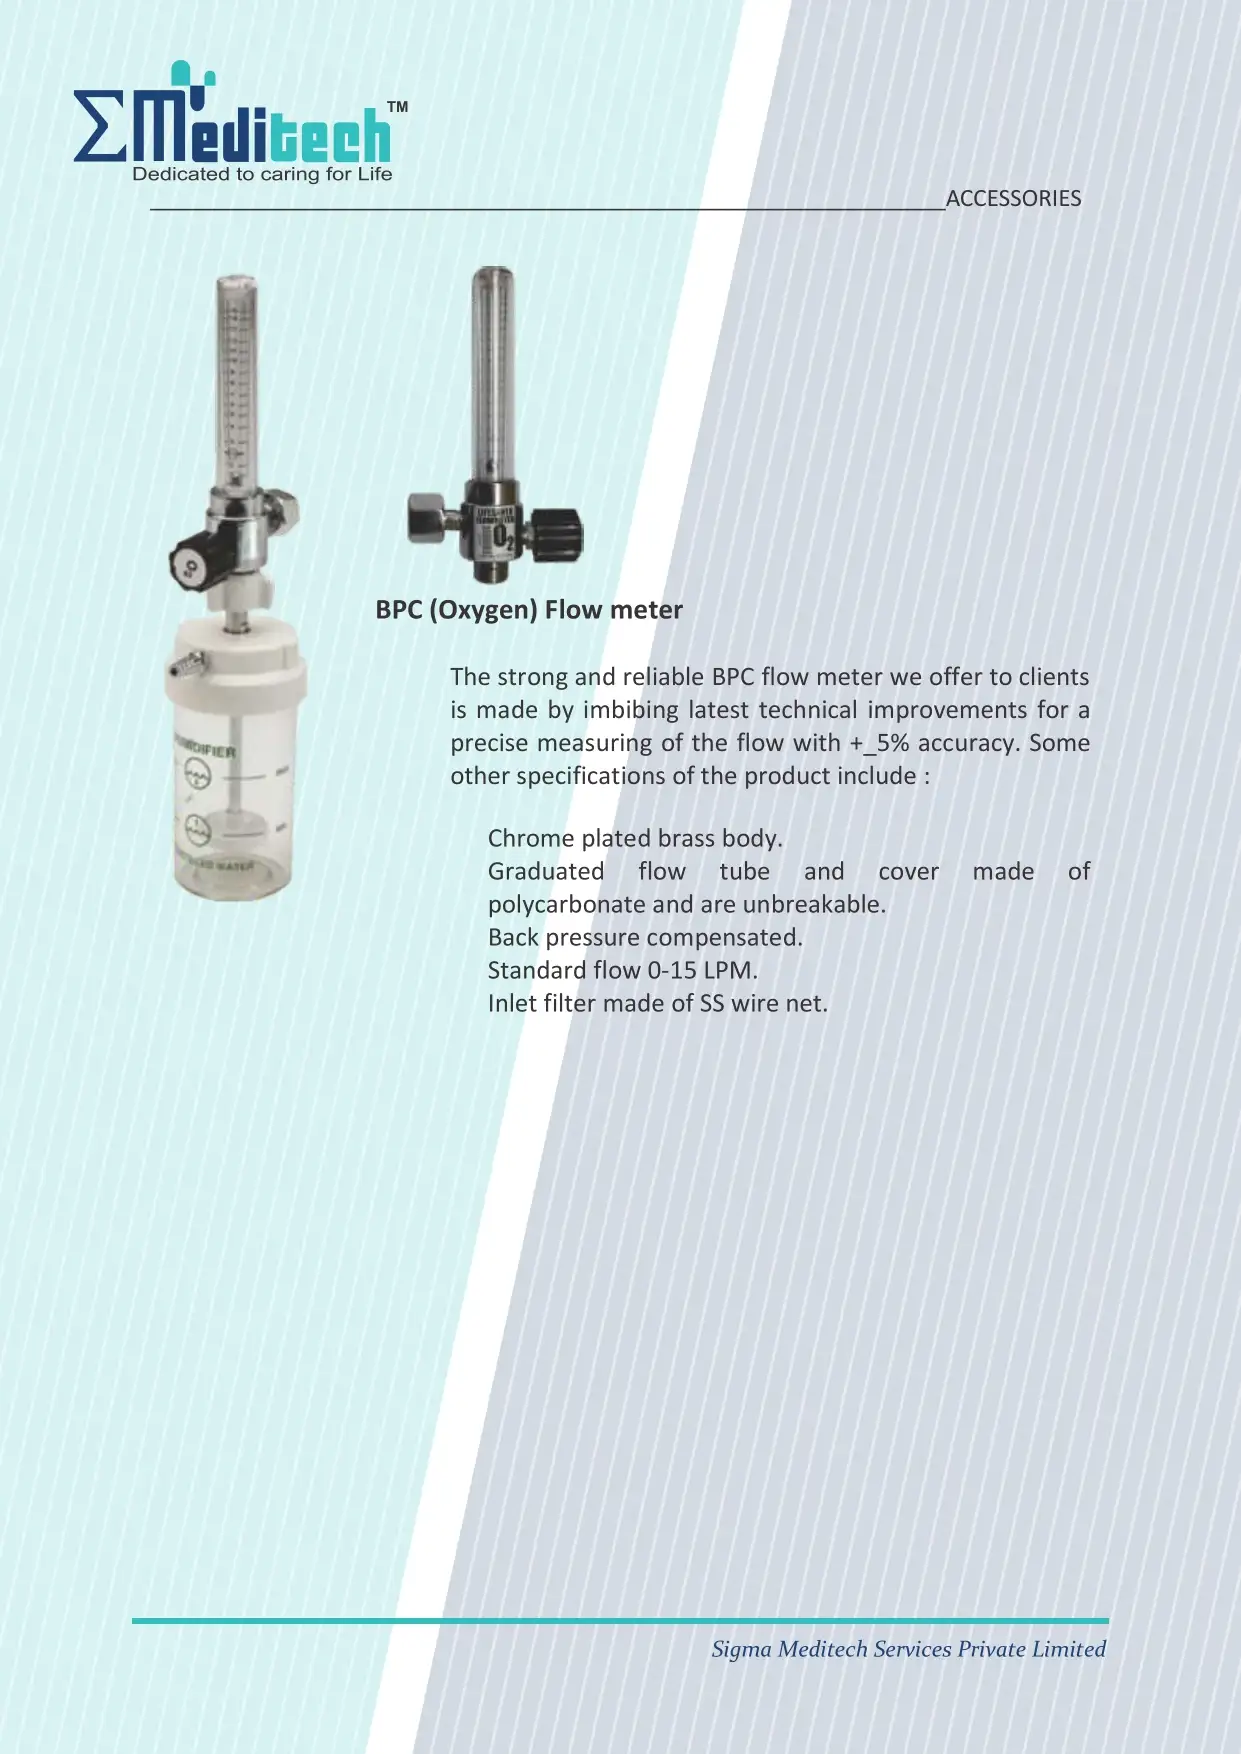 ΣMeditech™
Dedicated to caring for Life
ACCESSORIES
O2
BPC (Oxygen) Flow meter
The strong and reliable BPC flow meter we offer to clients
is made by imbibing latest technical improvements for a
precise measuring of the flow with +_5% accuracy. Some
other specifications of the product include :
Chrome plated brass body.
Graduated flow tube and cover made of
polycarbonate and are unbreakable.
Back pressure compensated.
Standard flow 0-15 LPM.
Inlet filter made of SS wire net.
WATER
Sigma Meditech Services Private Limited